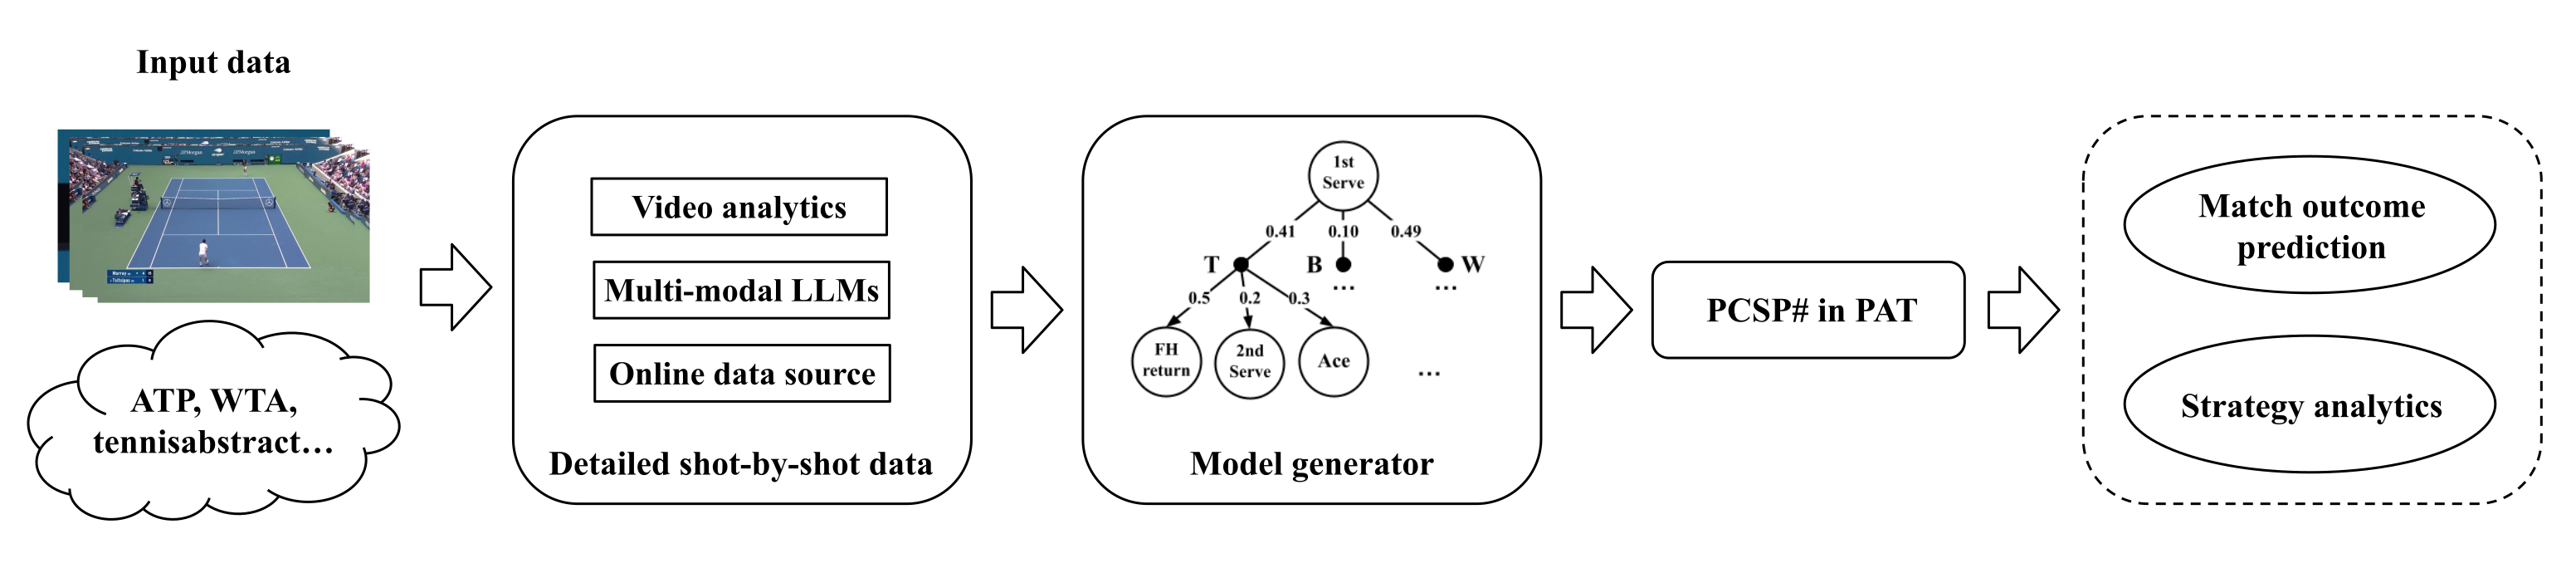 Input data
ATP, WTA,
tennisabstract...
Video analytics
Multi-modal LLMs
Online data source
Detailed shot-by-shot data
1st
Serve
0.41 0.10 0.49
T B W
... ...
0.5 0.2 0.3
FH
return
2nd
Serve
Ace
...
Model generator
PCSP# in PAT
Match outcome
prediction
Strategy analytics